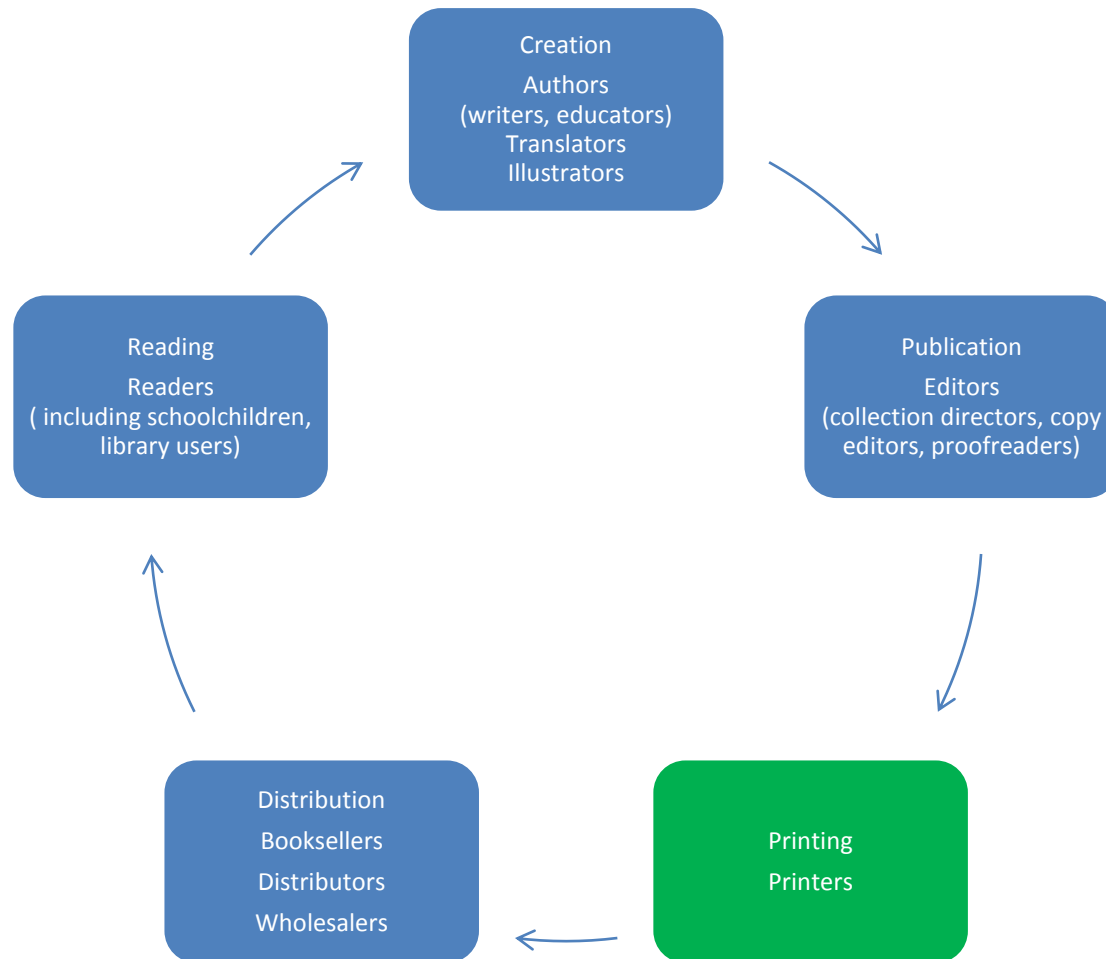 Creation
Authors
(writers, educators)
Translators
Illustrators
Publication
Editors
(collection directors, copy
editors, proofreaders)
Printing
Printers
Distribution
Booksellers
Distributors
Wholesalers
Reading
Readers
( including schoolchildren,
library users)